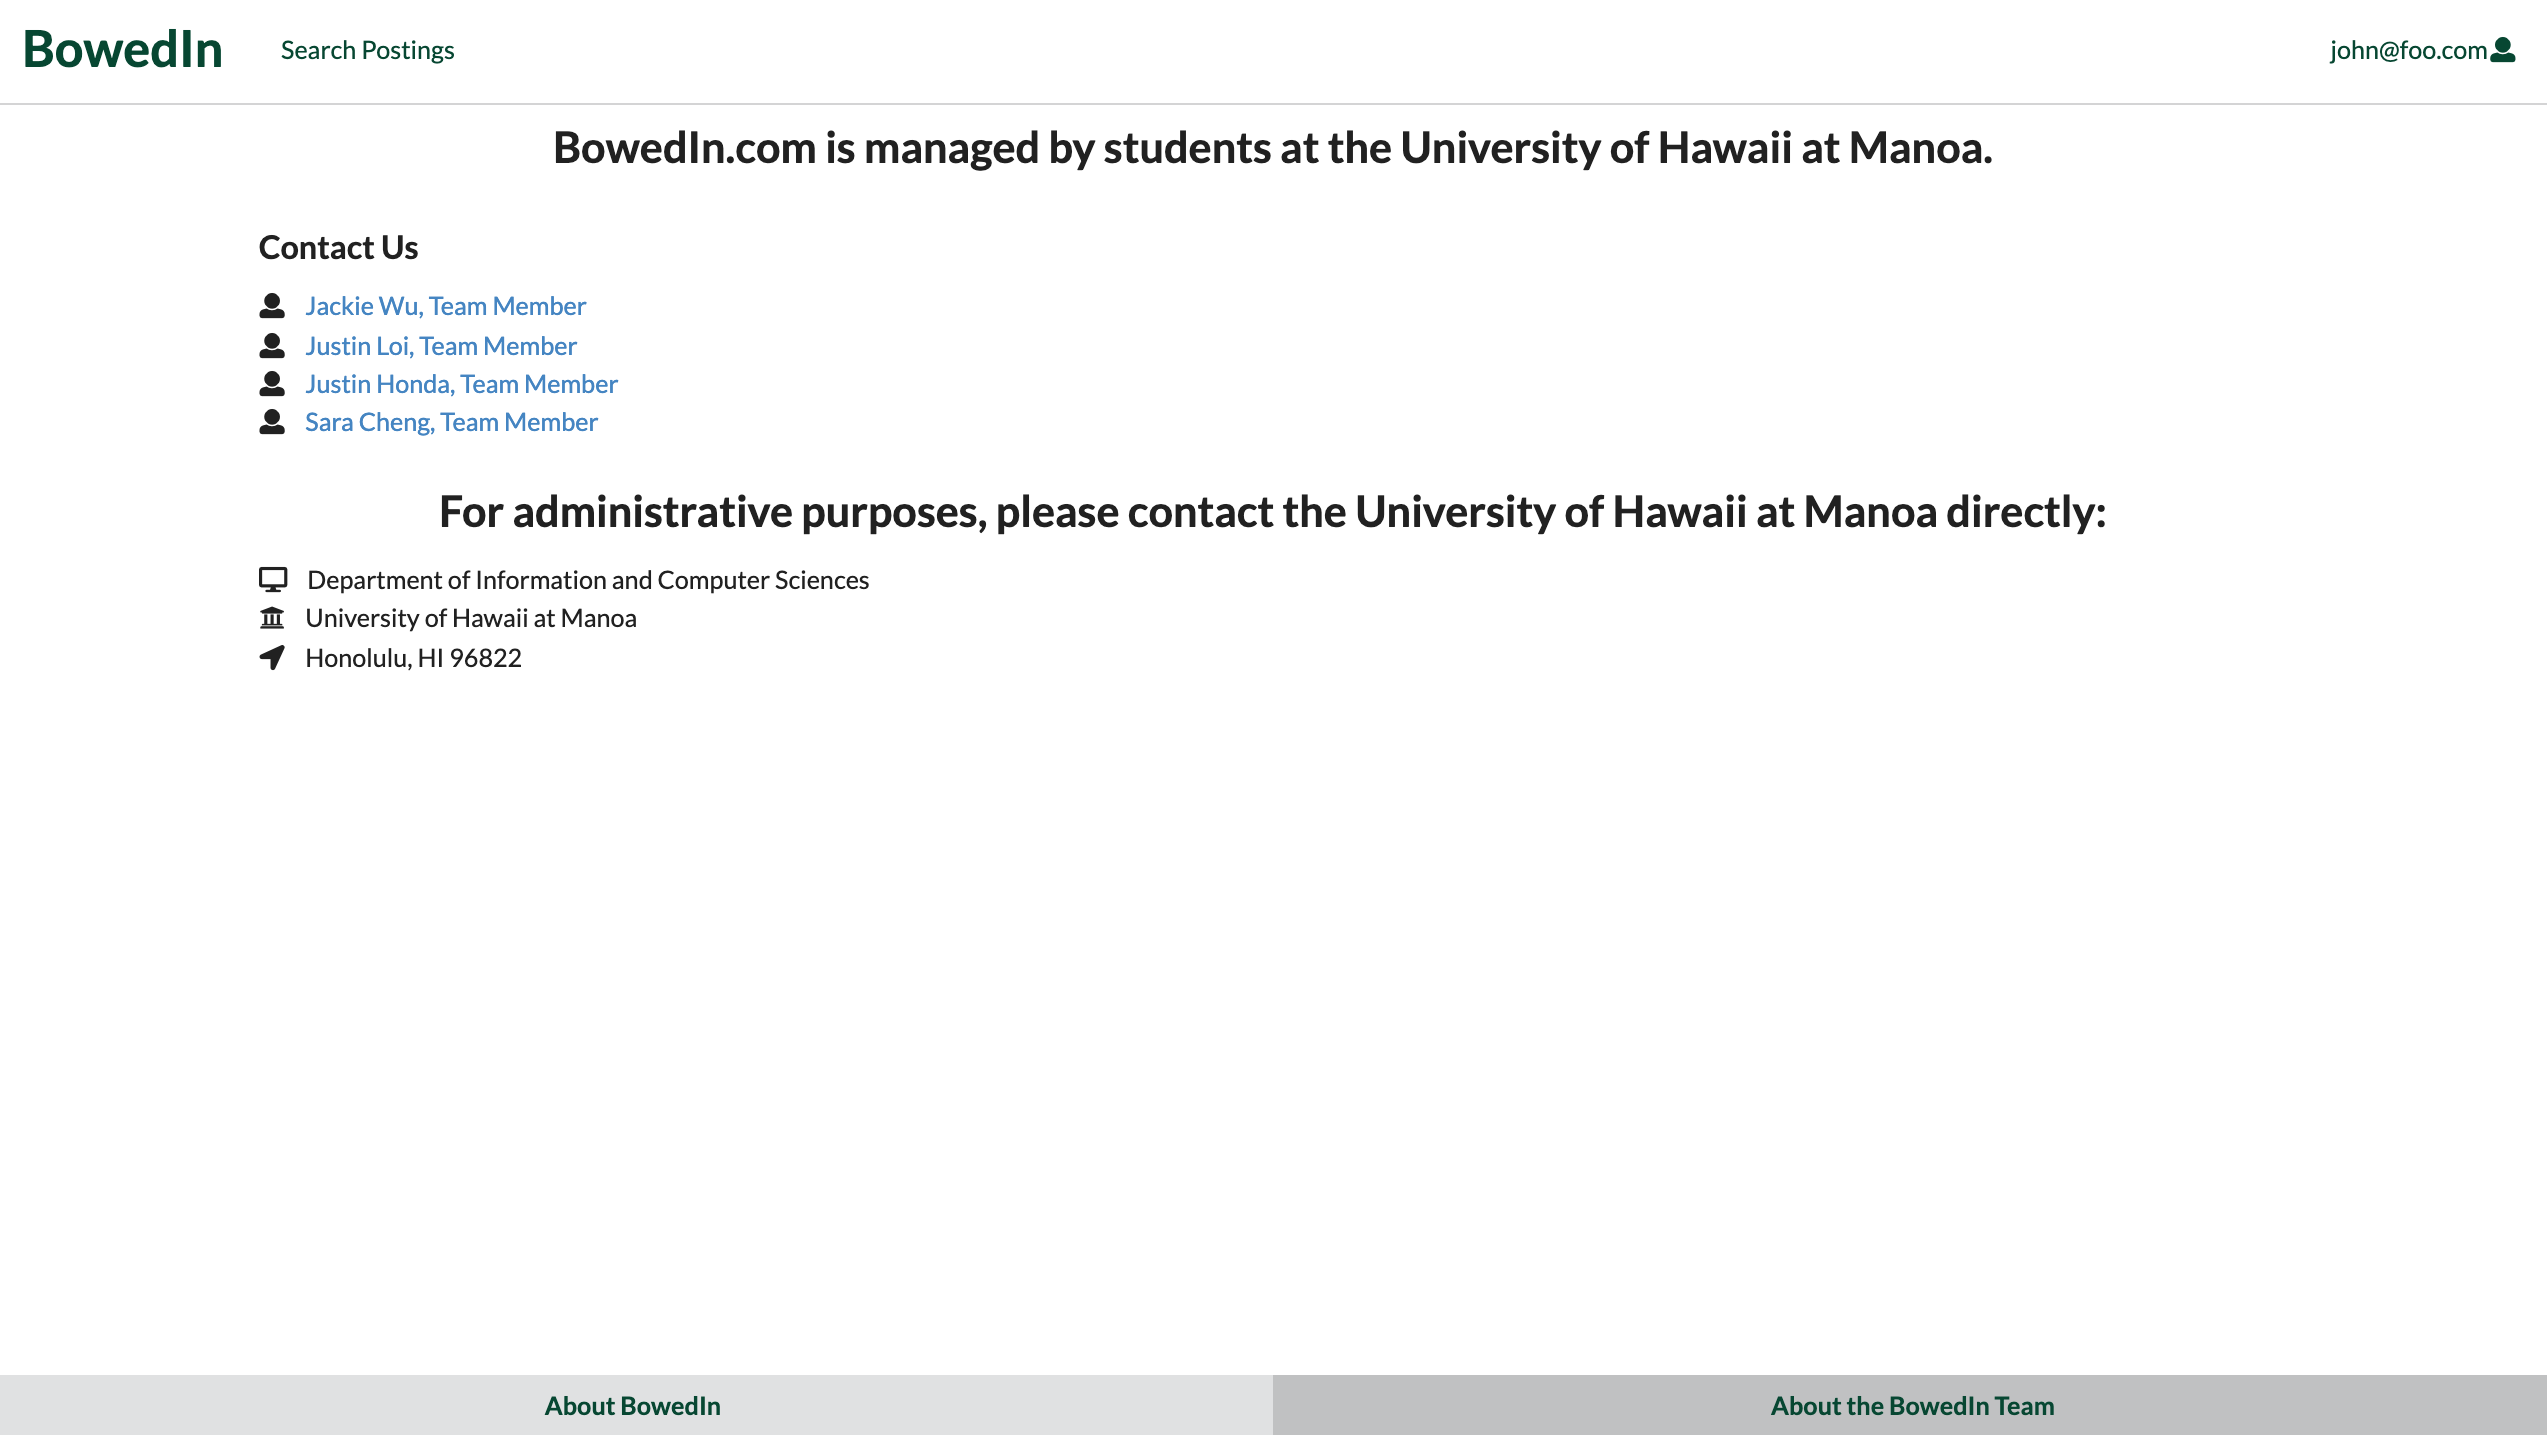 BowedIn
Search Postings
john@foo.com
BowedIn.com is managed by students at the University of Hawaii at Manoa.
Contact Us
Jackie Wu, Team Member
Justin Loi, Team Member
Justin Honda, Team Member
Sara Cheng, Team Member
For administrative purposes, please contact the University of Hawaii at Manoa directly:
Department of Information and Computer Sciences
University of Hawaii at Manoa
Honolulu, HI 96822
About BowedIn
About the BowedIn Team